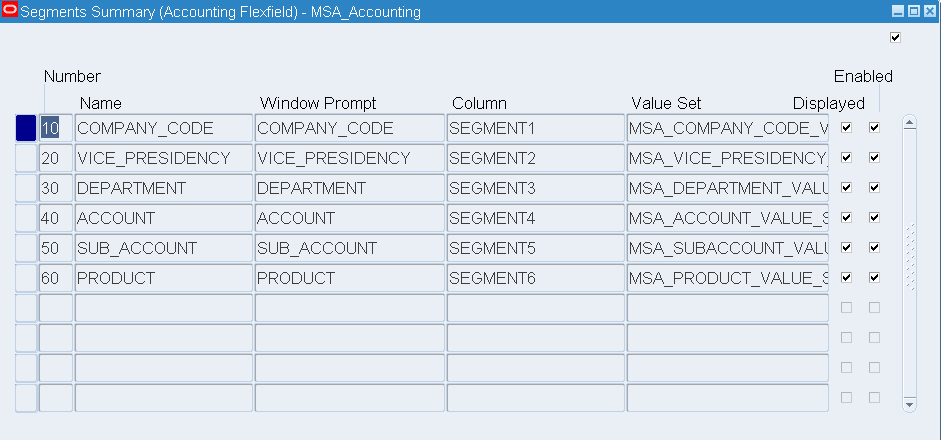 Segments Summary (Accounting Flexfield) - MSA_Accounting
Number Enabled
Name Window Prompt Column Value Set Displayed
10 COMPANY_CODE COMPANY_CODE SEGMENT1 MSA_COMPANY_CODE_V
20 VICE_PRESIDENCY VICE_PRESIDENCY SEGMENT2 MSA_VICE_PRESIDENCY_
30 DEPARTMENT DEPARTMENT SEGMENT3 MSA_DEPARTMENT_VALU
40 ACCOUNT ACCOUNT SEGMENT4 MSA_ACCOUNT_VALUE_S
50 SUB_ACCOUNT SUB_ACCOUNT SEGMENT5 MSA_SUBACCOUNT_VALU
60 PRODUCT PRODUCT SEGMENT6 MSA_PRODUCT_VALUE_S